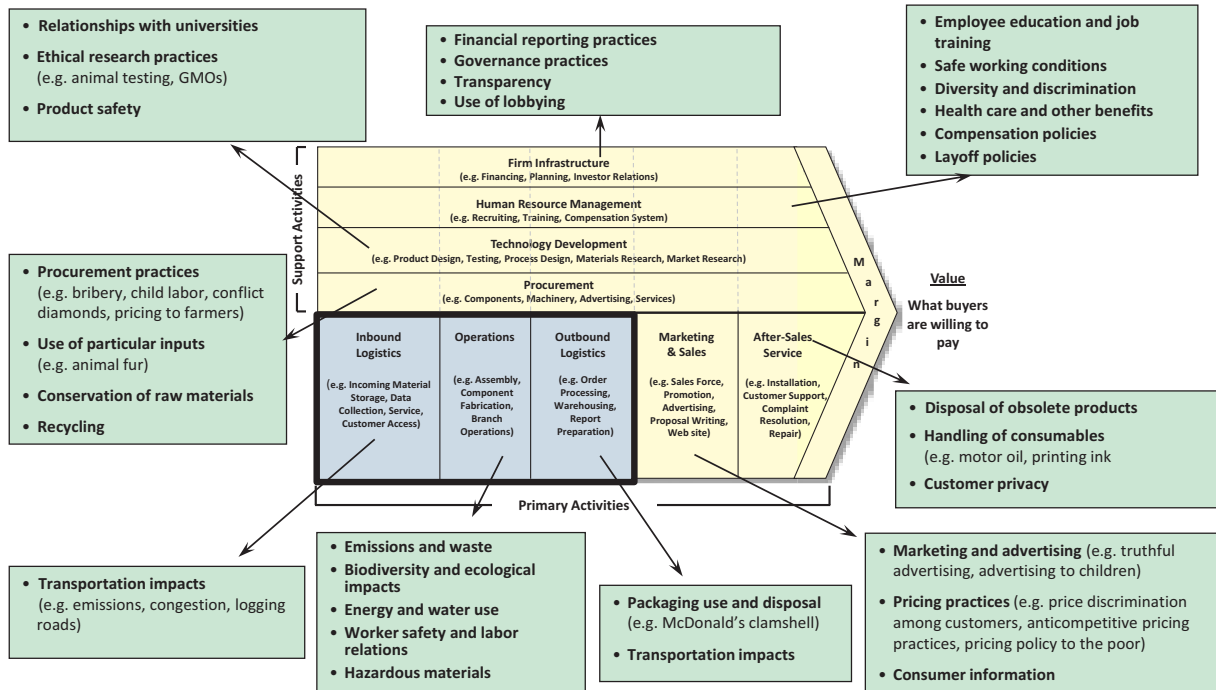 • Relationships with universities
• Ethical research practices
(e.g. animal testing, GMOs)
• Product safety
• Financial reporting practices
• Governance practices
• Transparency
• Use of lobbying
• Employee education and job
training
• Safe working conditions
• Diversity and discrimination
• Health care and other benefits
• Compensation policies
• Layoff policies
Support Activities
Firm Infrastructure
(e.g. Financing, Planning, Investor Relations)
Human Resource Management
(e.g. Recruiting, Training, Compensation System)
Technology Development
(e.g. Product Design, Testing, Process Design, Materials Research, Market Research)
Procurement
(e.g. Components, Machinery, Advertising, Services)
Margin
Value
What buyers
are willing to
pay
• Procurement practices
(e.g. bribery, child labor, conflict
diamonds, pricing to farmers)
• Use of particular inputs
(e.g. animal fur)
• Conservation of raw materials
• Recycling
Inbound
Logistics
(e.g. Incoming Material
Storage, Data
Collection, Service,
Customer Access)
Operations
(e.g. Assembly,
Component
Fabrication,
Branch
Operations)
Outbound
Logistics
(e.g. Order
Processing,
Warehousing,
Report
Preparation)
Marketing
& Sales
(e.g. Sales Force,
Promotion,
Advertising,
Proposal Writing,
Web site)
After-Sales
Service
(e.g. Installation,
Customer Support,
Complaint
Resolution,
Repair)
• Disposal of obsolete products
• Handling of consumables
(e.g. motor oil, printing ink
• Customer privacy
Primary Activities
• Transportation impacts
(e.g. emissions, congestion, logging
roads)
• Emissions and waste
• Biodiversity and ecological
impacts
• Energy and water use
• Worker safety and labor
relations
• Hazardous materials
• Packaging use and disposal
(e.g. McDonald's clamshell)
• Transportation impacts
• Marketing and advertising (e.g. truthful
advertising, advertising to children)
• Pricing practices (e.g. price discrimination
among customers, anticompetitive pricing
practices, pricing policy to the poor)
• Consumer information